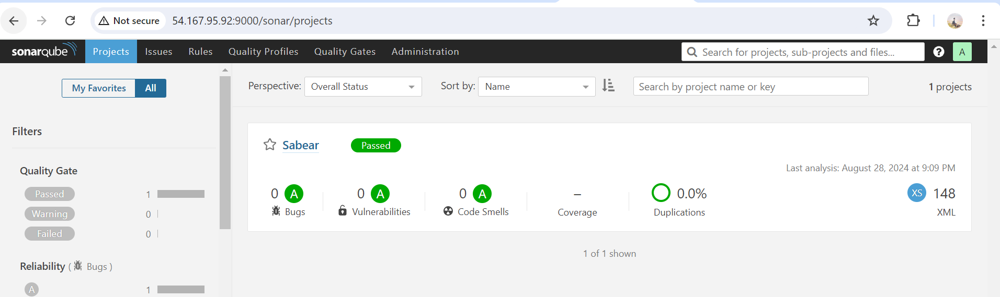 Not secure 54.167.95.92:9000/sonar/projects
sonarqube Projects Issues Rules Quality Profiles Quality Gates Administration Search for projects, sub-projects and files... ? A
My Favorites All
Perspective: Overall Status Sort by: Name Search by project name or key 1 projects
Filters
Quality Gate
Passed 1
Warning 0
Failed 0
Reliability ( Bugs )
A 1
Sabear Passed
Last analysis: August 28, 2024 at 9:09 PM
0 A 0 A 0 A – 0.0% XS 148
Bugs Vulnerabilities Code Smells Coverage Duplications XML
1 of 1 shown